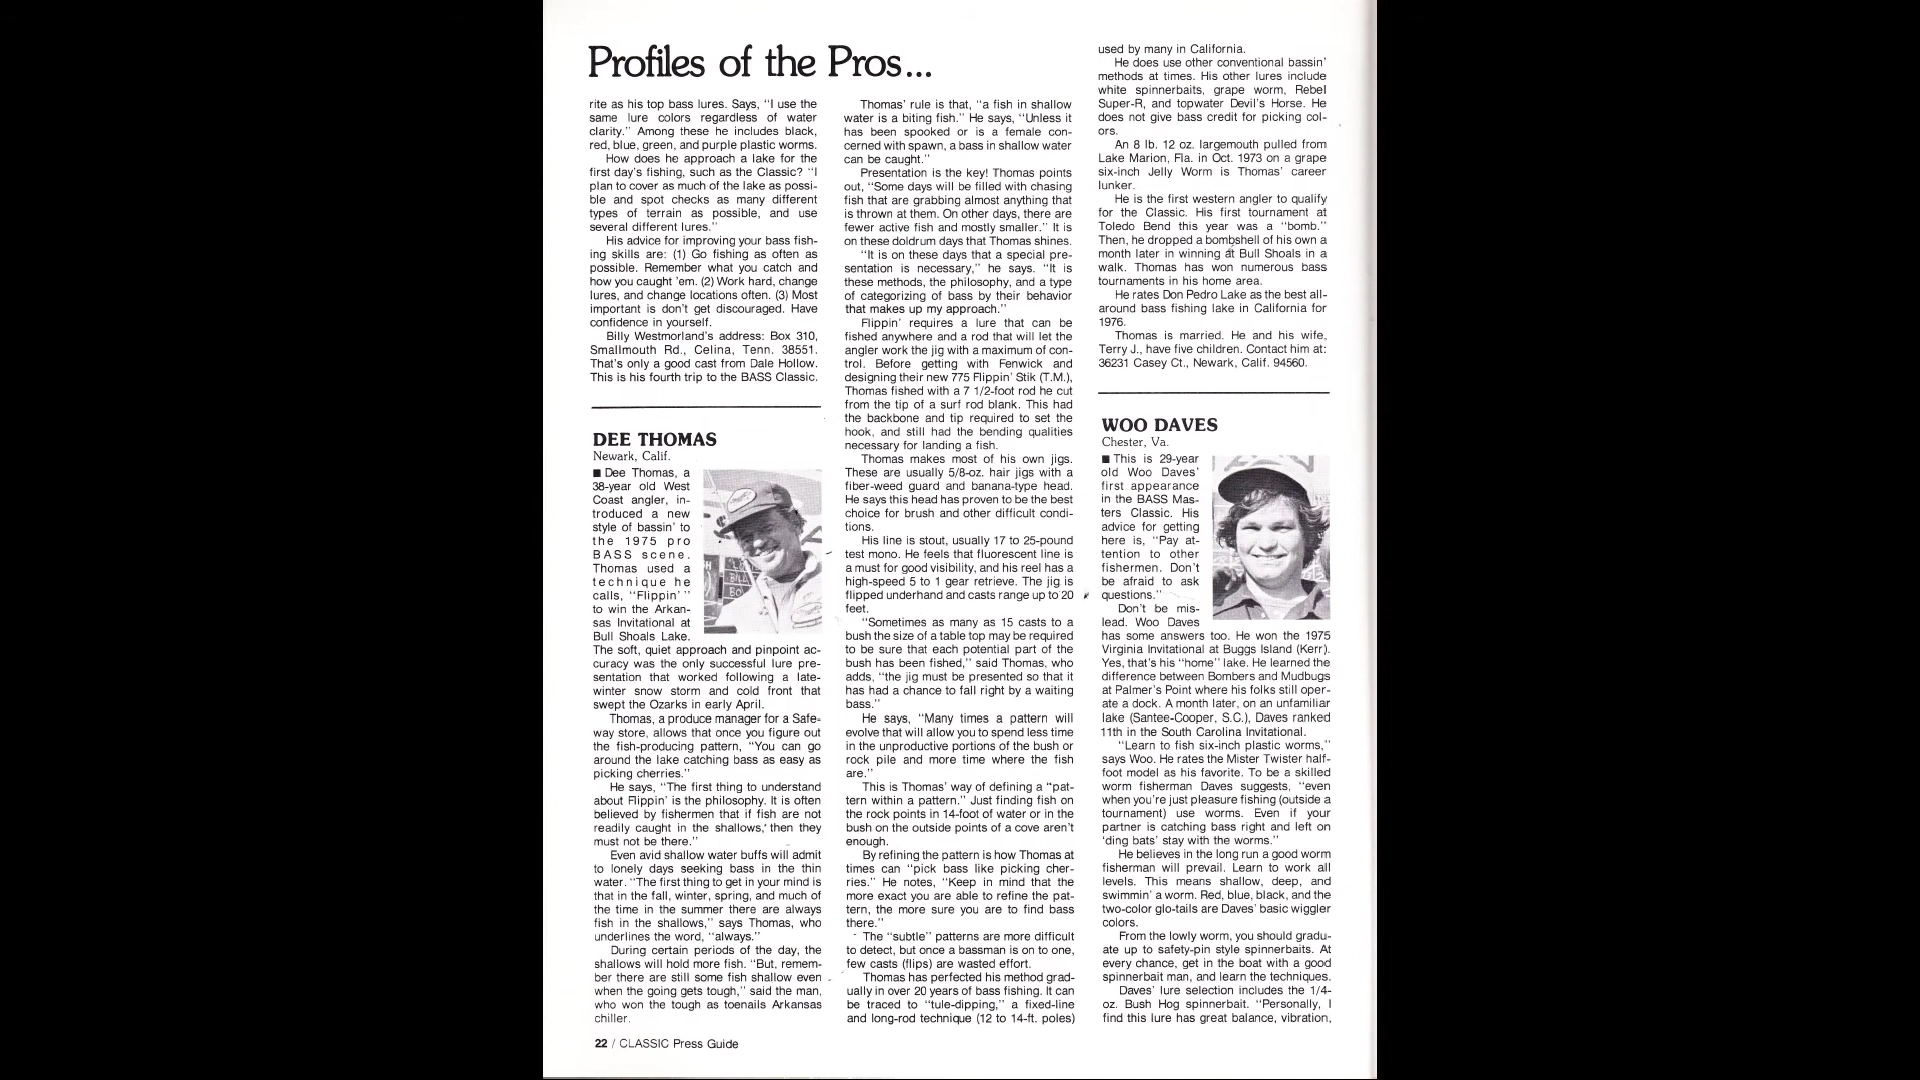 Profiles of the Pros...
rite as his top bass lures. Says, "I use the
same lure colors regardless of water
clarity." Among these he includes black,
red, blue, green, and purple plastic worms.
How does he approach a lake for the
first day's fishing, such as the Classic? "I
plan to cover as much of the lake as possi-
ble and spot checks as many different
types of terrain as possible, and use
several different lures."
His advice for improving your bass fish-
ing skills are: (1) Go fishing as often as
possible. Remember what you catch and
how you caught 'em. (2) Work hard, change
lures, and change locations often. (3) Most
important is don't get discouraged. Have
confidence in yourself.
Billy Westmorland's address: Box 310,
Smallmouth Rd., Celina, Tenn. 38551.
That's only a good cast from Dale Hollow.
This is his fourth trip to the BASS Classic.
DEE THOMAS
Newark, Calif.
■ Dee Thomas, a
38-year old West
Coast angler, in-
troduced a new
style of bassin' to
the 1975 pro
BASS scene.
Thomas used a
technique he
calls, "Flippin'"
to win the Arkan-
sas Invitational at
Bull Shoals Lake.
The soft, quiet approach and pinpoint ac-
curacy was the only successful lure pre-
sentation that worked following a late-
winter snow storm and cold front that
swept the Ozarks in early April.
Thomas, a produce manager for a Safe-
way store, allows that once you figure out
the fish-producing pattern, "You can go
around the lake catching bass as easy as
picking cherries."
He says, "The first thing to understand
about Flippin' is the philosophy. It is often
believed by fishermen that if fish are not
readily caught in the shallows, then they
must not be there."
Even avid shallow water buffs will admit
to lonely days seeking bass in the thin
water. "The first thing to get in your mind is
that in the fall, winter, spring, and much of
the time in the summer there are always
fish in the shallows," says Thomas, who
underlines the word, "always."
During certain periods of the day, the
shallows will hold more fish. "But, remem-
ber there are still some fish shallow even
when the going gets tough," said the man,
who won the tough as toenails Arkansas
chiller.
Thomas' rule is that, "a fish in shallow
water is a biting fish." He says, "Unless it
has been spooked or is a female con-
cerned with spawn, a bass in shallow water
can be caught."
Presentation is the key! Thomas points
out, "Some days will be filled with chasing
fish that are grabbing almost anything that
is thrown at them. On other days, there are
fewer active fish and mostly smaller." It is
on these doldrum days that Thomas shines.
"It is on these days that a special pre-
sentation is necessary," he says. "It is
these methods, the philosophy, and a type
of categorizing of bass by their behavior
that makes up my approach."
Flippin' requires a lure that can be
fished anywhere and a rod that will let the
angler work the jig with a maximum of con-
trol. Before getting with Fenwick and
designing their new 775 Flippin' Stik (T.M.),
Thomas fished with a 7 1/2-foot rod he cut
from the tip of a surf rod blank. This had
the backbone and tip required to set the
hook, and still had the bending qualities
necessary for landing a fish.
Thomas makes most of his own jigs.
These are usually 5/8-oz. hair jigs with a
fiber-weed guard and banana-type head.
He says this head has proven to be the best
choice for brush and other difficult condi-
tions.
His line is stout, usually 17 to 25-pound
test mono. He feels that fluorescent line is
a must for good visibility, and his reel has a
high-speed 5 to 1 gear retrieve. The jig is
flipped underhand and casts range up to 20
feet.
"Sometimes as many as 15 casts to a
bush the size of a table top may be required
to be sure that each potential part of the
bush has been fished," said Thomas, who
adds, "the jig must be presented so that it
has had a chance to fall right by a waiting
bass."
He says, "Many times a pattern will
evolve that will allow you to spend less time
in the unproductive portions of the bush or
rock pile and more time where the fish
are."
This is Thomas' way of defining a "pat-
tern within a pattern." Just finding fish on
the rock points in 14-foot of water or in the
bush on the outside points of a cove aren't
enough.
By refining the pattern is how Thomas at
times can "pick bass like picking cher-
ries." He notes, "Keep in mind that the
more exact you are able to refine the pat-
tern, the more sure you are to find bass
there."
The "subtle" patterns are more difficult
to detect, but once a bassman is on to one,
few casts (flips) are wasted effort.
Thomas has perfected his method grad-
ually in over 20 years of bass fishing. It can
be traced to "tule-dipping," a fixed-line
and long-rod technique (12 to 14-ft. poles)
used by many in California.
He does use other conventional bassin'
methods at times. His other lures include
white spinnerbaits, grape worm, Rebel
Super-R, and topwater Devil's Horse. He
does not give bass credit for picking col-
ors.
An 8 lb. 12 oz. largemouth pulled from
Lake Marion, Fla. in Oct. 1973 on a grape
six-inch Jelly Worm is Thomas' career
lunker.
He is the first western angler to qualify
for the Classic. His first tournament at
Toledo Bend this year was a "bomb."
Then, he dropped a bombshell of his own a
month later in winning at Bull Shoals in a
walk. Thomas has won numerous bass
tournaments in his home area.
He rates Don Pedro Lake as the best all-
around bass fishing lake in California for
1976.
Thomas is married. He and his wife,
Terry J., have five children. Contact him at:
36231 Casey Ct., Newark, Calif. 94560.
WOO DAVES
Chester, Va.
■ This is 29-year
old Woo Daves'
first appearance
in the BASS Mas-
ters Classic. His
advice for getting
here is, "Pay at-
tention to other
fishermen. Don't
be afraid to ask
questions."
Don't be mis-
lead. Woo Daves
has some answers too. He won the 1975
Virginia Invitational at Buggs Island (Kerr).
Yes, that's his "home" lake. He learned the
difference between Bombers and Mudbugs
at Palmer's Point where his folks still oper-
ate a dock. A month later, on an unfamiliar
lake (Santee-Cooper, S.C.), Daves ranked
11th in the South Carolina Invitational.
"Learn to fish six-inch plastic worms,"
says Woo. He rates the Mister Twister half-
foot model as his favorite. To be a skilled
worm fisherman Daves suggests, "even
when you're just pleasure fishing (outside a
tournament) use worms. Even if your
partner is catching bass right and left on
'ding bats' stay with the worms."
He believes in the long run a good worm
fisherman will prevail. Learn to work all
levels. This means shallow, deep, and
swimmin' a worm. Red, blue, black, and the
two-color glo-tails are Daves' basic wiggler
colors.
From the lowly worm, you should gradu-
ate up to safety-pin style spinnerbaits. At
every chance, get in the boat with a good
spinnerbait man, and learn the techniques.
Daves' lure selection includes the 1/4-
oz. Bush Hog spinnerbait. "Personally, I
find this lure has great balance, vibration,
22 / CLASSIC Press Guide